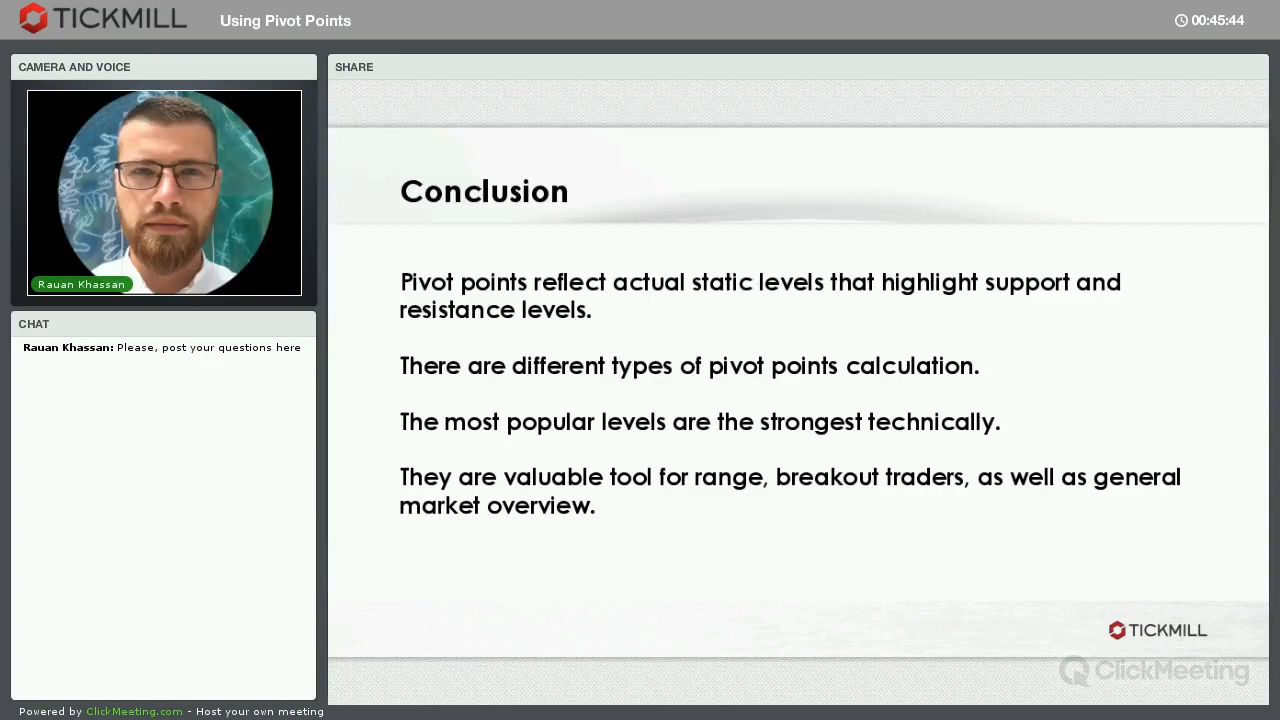 TICKMILL
Using Pivot Points
00:45:44
CAMERA AND VOICE
Rauan Khassan
CHAT
Rauan Khassan: Please, post your questions here
SHARE
Conclusion
Pivot points reflect actual static levels that highlight support and
resistance levels.
There are different types of pivot points calculation.
The most popular levels are the strongest technically.
They are valuable tool for range, breakout traders, as well as general
market overview.
TICKMILL
ClickMeeting
Powered by ClickMeeting.com - Host your own meeting